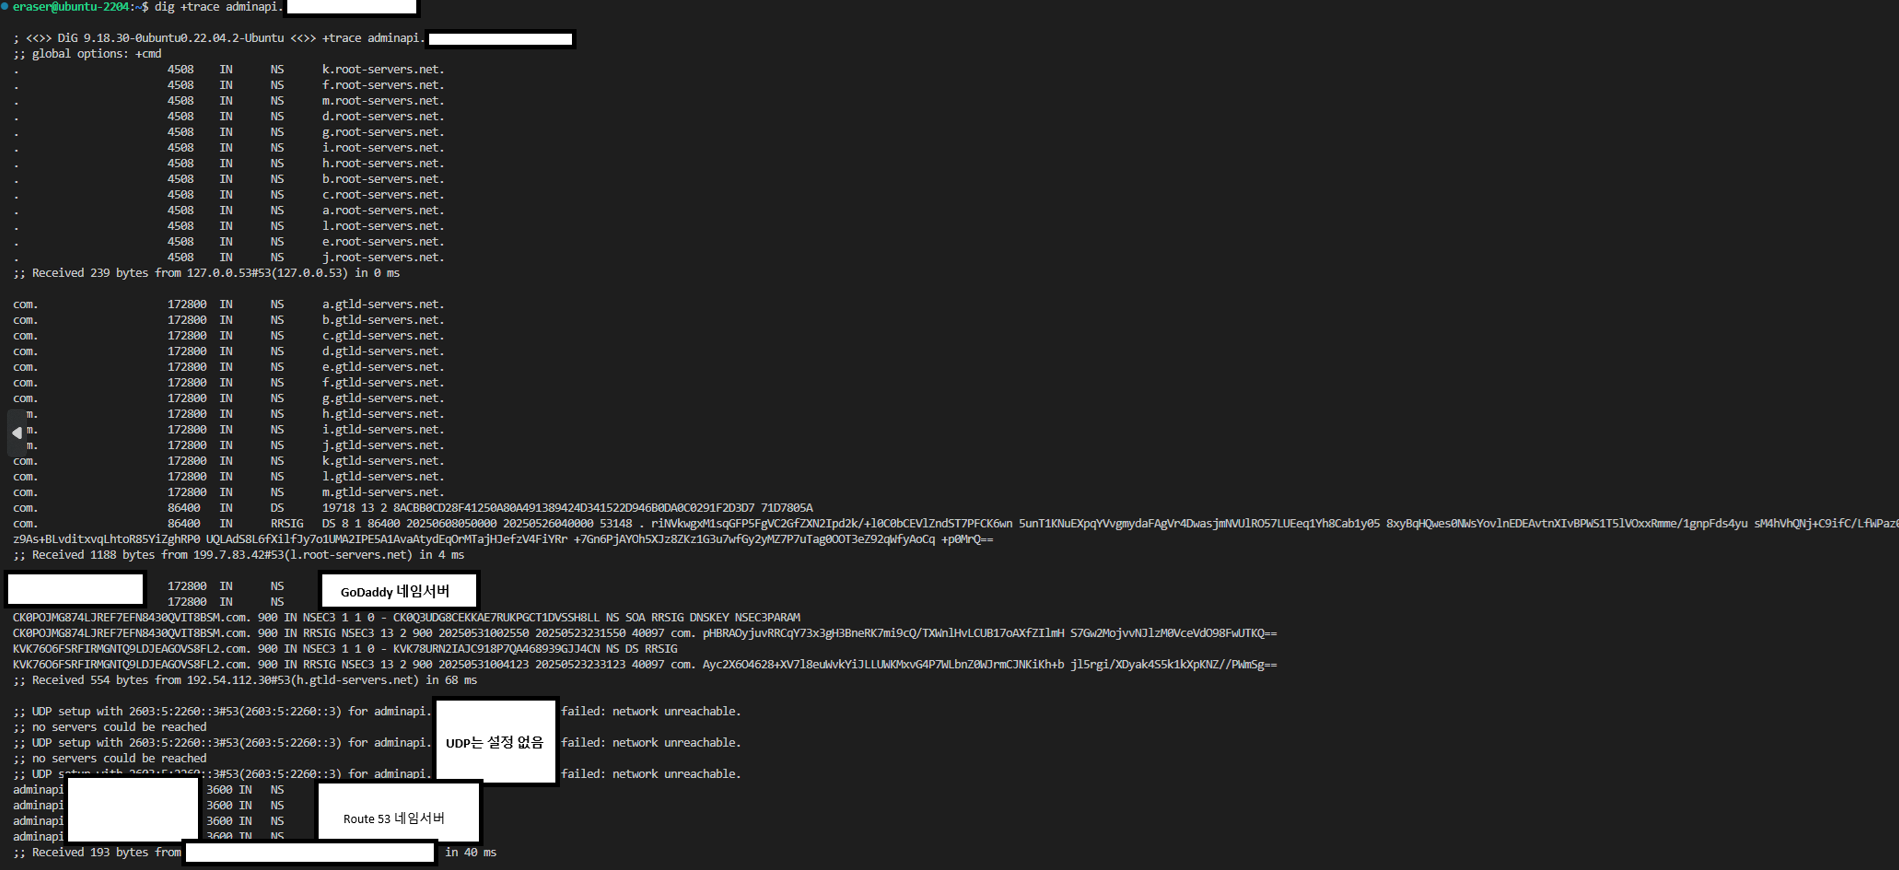 eraser@ubuntu-2204:~$ dig +trace adminapi.
; <<>> DiG 9.18.30-0ubuntu0.22.04.2-Ubuntu <<>> +trace adminapi.
;; global options: +cmd
. 4508 IN NS k.root-servers.net.
. 4508 IN NS f.root-servers.net.
. 4508 IN NS m.root-servers.net.
. 4508 IN NS d.root-servers.net.
. 4508 IN NS g.root-servers.net.
. 4508 IN NS i.root-servers.net.
. 4508 IN NS h.root-servers.net.
. 4508 IN NS b.root-servers.net.
. 4508 IN NS c.root-servers.net.
. 4508 IN NS a.root-servers.net.
. 4508 IN NS l.root-servers.net.
. 4508 IN NS e.root-servers.net.
. 4508 IN NS j.root-servers.net.
;; Received 239 bytes from 127.0.0.53#53(127.0.0.53) in 0 ms
com. 172800 IN NS a.gtld-servers.net.
com. 172800 IN NS b.gtld-servers.net.
com. 172800 IN NS c.gtld-servers.net.
com. 172800 IN NS d.gtld-servers.net.
com. 172800 IN NS e.gtld-servers.net.
com. 172800 IN NS f.gtld-servers.net.
com. 172800 IN NS g.gtld-servers.net.
m. 172800 IN NS h.gtld-servers.net.
m. 172800 IN NS i.gtld-servers.net.
m. 172800 IN NS j.gtld-servers.net.
com. 172800 IN NS k.gtld-servers.net.
com. 172800 IN NS l.gtld-servers.net.
com. 172800 IN NS m.gtld-servers.net.
com. 86400 IN DS 19718 13 2 8ACBB0CD28F41250A80A491389424D341522D946B0DA0C0291F2D3D7 71D7805A
com. 86400 IN RRSIG DS 8 1 86400 20250608050000 20250526040000 53148 . riNVkwgxM1sqGFP5FgVC2GfZXN2Ipd2k/+l0C0bCEVlZndST7PFCK6wn 5unT1KNuEXpqYVvgmydaFAgVr4DwasjmNVUlRO57LUEeq1Yh8Cab1y05 8xyBqHQwes0NWsYovlnEDEAvtnXIvBPWS1T5lVOxxRmme/1gnpFds4yu sM4hVhQNj+C9ifC/LfWPaz0
z9As+BLvditxvqLhtoR85YiZghRP0 UQLAdS8L6fXilfJy7o1UMA2IPE5A1AvaAtydEqOrMTajHJefzV4FiYRr +7Gn6PjAYOh5XJz8ZKz1G3u7wfGy2yMZ7P7uTag0OOT3eZ92qWfyAoCq +p0MrQ==
;; Received 1188 bytes from 199.7.83.42#53(l.root-servers.net) in 4 ms
172800 IN NS
GoDaddy 네임서버
172800 IN NS
CK0POJMG874LJREF7EFN8430QVIT8BSM.com. 900 IN NSEC3 1 1 0 - CK0Q3UDG8CEKKAE7RUKPGCT1DVSSH8LL NS SOA RRSIG DNSKEY NSEC3PARAM
CK0POJMG874LJREF7EFN8430QVIT8BSM.com. 900 IN RRSIG NSEC3 13 2 900 20250531002550 20250523231550 40097 com. pHBRAOyjuvRRCqY73x3gH3BneRK7mi9cQ/TXWnlHvLCUB17oAXfZIlmH S7Gw2MojvvNJlzM0VceVdO98FwUTKQ==
KVK76O6FSRFIRMGNTQ9LDJEAGOVS8FL2.com. 900 IN NSEC3 1 1 0 - KVK78URN2IAJC918P7QA468939GJJ4CN NS DS RRSIG
KVK76O6FSRFIRMGNTQ9LDJEAGOVS8FL2.com. 900 IN RRSIG NSEC3 13 2 900 20250531004123 20250523233123 40097 com. Ayc2X6O4628+XV7l8euWvkYiJLLUWKMxvG4P7WLbnZ0WJrmCJNKiKh+b jl5rgi/XDyak4S5k1kXpKNZ//PWmSg==
;; Received 554 bytes from 192.54.112.30#53(h.gtld-servers.net) in 68 ms
;; UDP setup with 2603:5:2260::3#53(2603:5:2260::3) for adminapi. failed: network unreachable.
;; no servers could be reached
;; UDP setup with 2603:5:2260::3#53(2603:5:2260::3) for adminapi. failed: network unreachable.
UDP는 설정 없음
;; no servers could be reached
;; UDP setup with 2603:5:2260::3#53(2603:5:2260::3) for adminapi. failed: network unreachable.
adminapi 3600 IN NS
adminapi 3600 IN NS
adminapi 3600 IN NS
Route 53 네임서버
adminapi 3600 IN NS
;; Received 193 bytes from in 40 ms